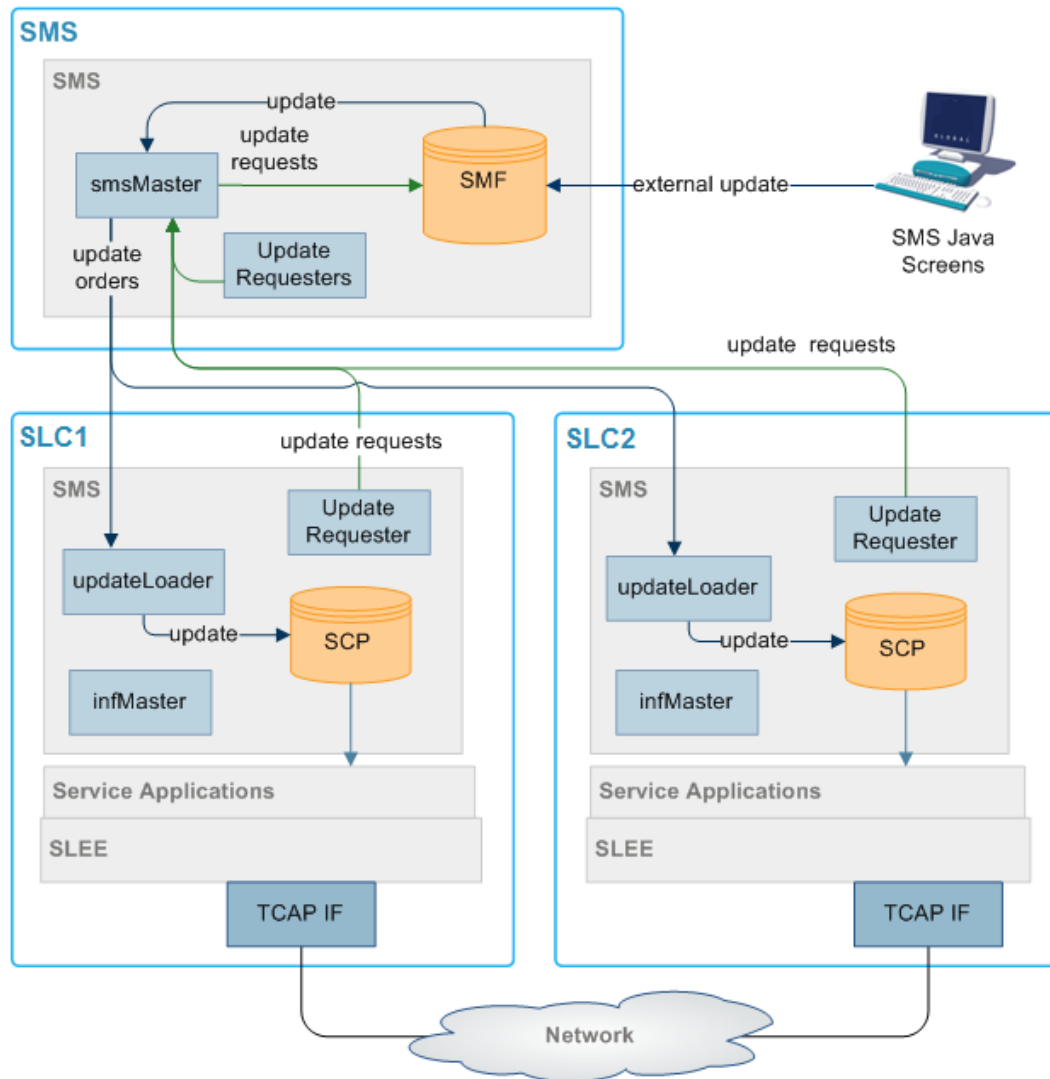 SMS
SMS
update
update
requests
smsMaster
SMF
external update
GLOBAL
SMS Java
Screens
Update
Requesters
update
orders
update requests
SLC1
update requests
SMS
Update
Requester
updateLoader
update
SCP
infMaster
Service Applications
SLEE
TCAP IF
SLC2
SMS
Update
Requester
updateLoader
update
SCP
infMaster
Service Applications
SLEE
TCAP IF
Network